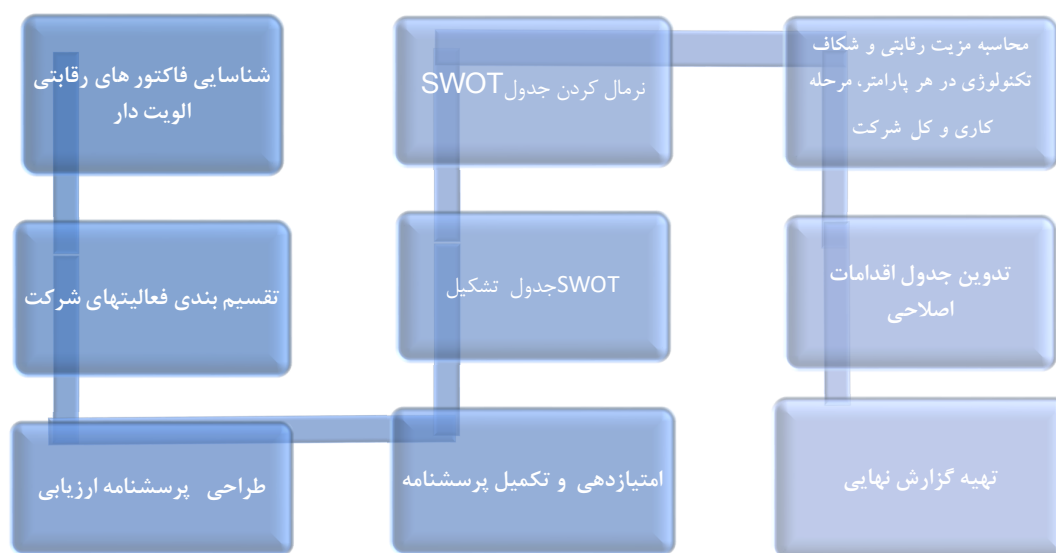 شناسایی فاکتور های رقابتی
الویت دار
تقسیم بندی فعالیتهای شرکت
طراحی پرسشنامه ارزیابی
امتیازدهی و تکمیل پرسشنامه
SWOTجدول تشکیل
نرمال کردن جدول SWOT
محاسبه مزیت رقابتی و شکاف
تکنولوژی در هر پارامتر، مرحله
کاری و کل شرکت
تدوین جدول اقدامات
اصلاحی
تهیه گزارش نهایی